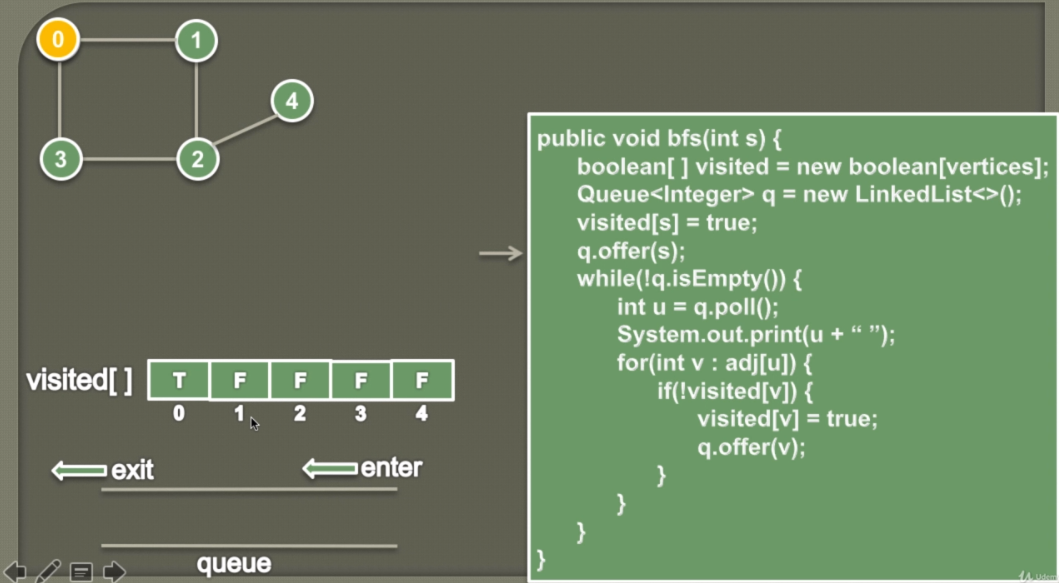 0 1
4
3 2
public void bfs(int s) {
boolean[ ] visited = new boolean[vertices];
Queue<Integer> q = new LinkedList<>();
visited[s] = true;
q.offer(s);
while(!q.isEmpty()) {
int u = q.poll();
System.out.print(u + “ ”);
for(int v : adj[u]) {
if(!visited[v]) {
visited[v] = true;
q.offer(v);
}
}
}
}
visited[ ] T F F F F
0 1 2 3 4
exit enter
queue
Udemy